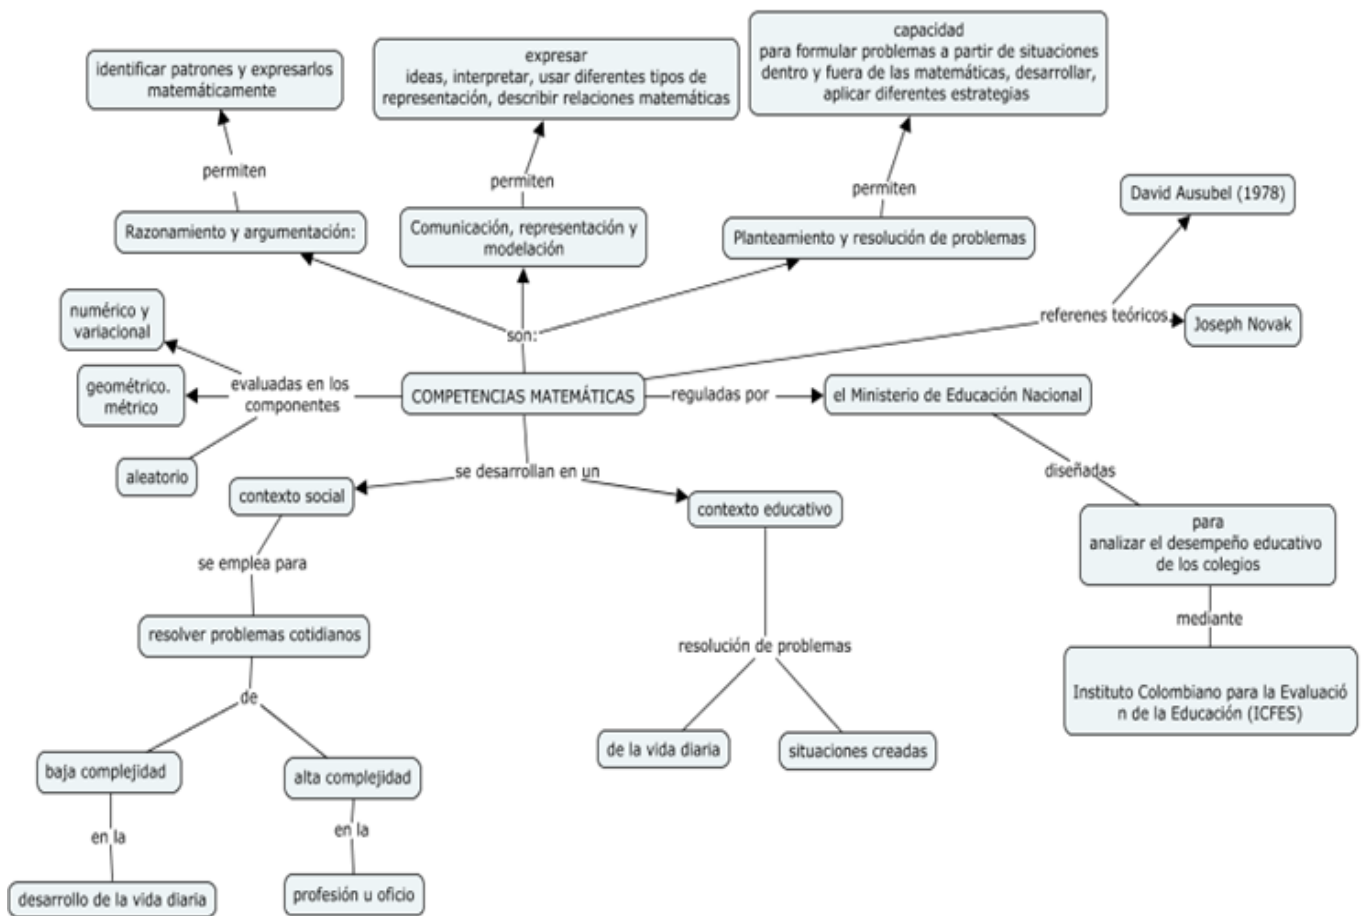 capacidad
para formular problemas a partir de situaciones
dentro y fuera de las matemáticas, desarrollar,
aplicar diferentes estrategias
expresar
ideas, interpretar, usar diferentes tipos de
representación, describir relaciones matemáticas
identificar patrones y expresarlos
matemáticamente
permiten
permiten
permiten
David Ausubel (1978)
Razonamiento y argumentación:
Comunicación, representación y
modelación
Planteamiento y resolución de problemas
numérico y
variacional
son:
referenes teóricos
Joseph Novak
geométrico.
métrico
evaluadas en los
componentes
COMPETENCIAS MATEMÁTICAS
reguladas por
el Ministerio de Educación Nacional
aleatorio
se desarrollan en un
diseñadas
contexto social
contexto educativo
para
analizar el desempeño educativo
de los colegios
se emplea para
mediante
resolver problemas cotidianos
resolución de problemas
Instituto Colombiano para la Evaluació
n de la Educación (ICFES)
de
de la vida diaria
situaciones creadas
baja complejidad
alta complejidad
en la
en la
desarrollo de la vida diaria
profesión u oficio